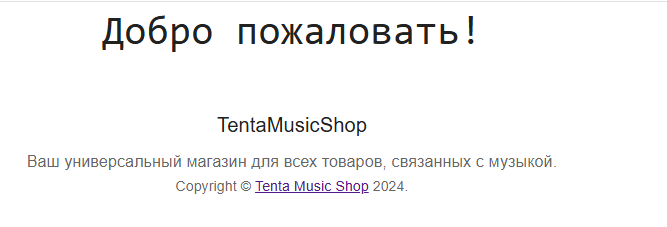 Добро пожаловать!
TentaMusicShop
Ваш универсальный магазин для всех товаров, связанных с музыкой.
Copyright © Tenta Music Shop 2024.